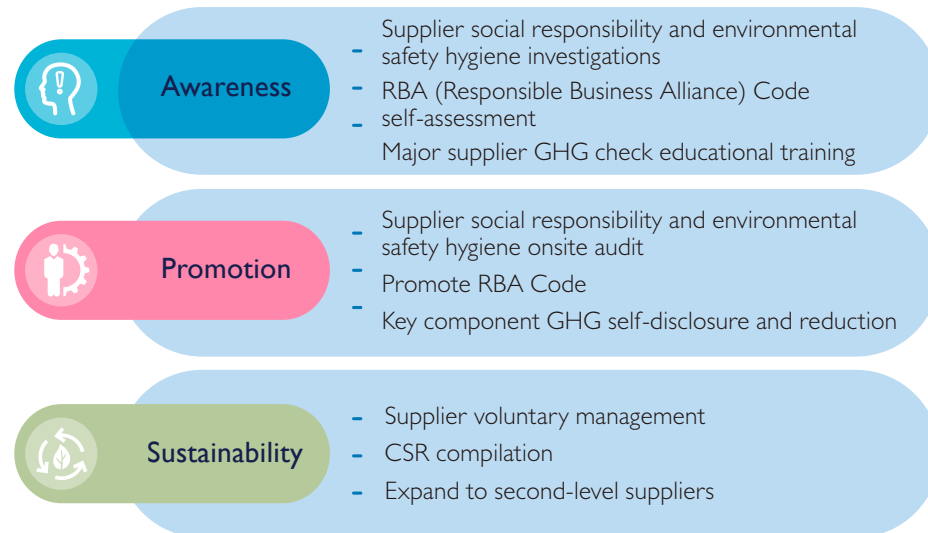 Awareness
- Supplier social responsibility and environmental
safety hygiene investigations
- RBA (Responsible Business Alliance) Code
- self-assessment
Major supplier GHG check educational training
Promotion
- Supplier social responsibility and environmental
safety hygiene onsite audit
- Promote RBA Code
- Key component GHG self-disclosure and reduction
Sustainability
- Supplier voluntary management
- CSR compilation
- Expand to second-level suppliers